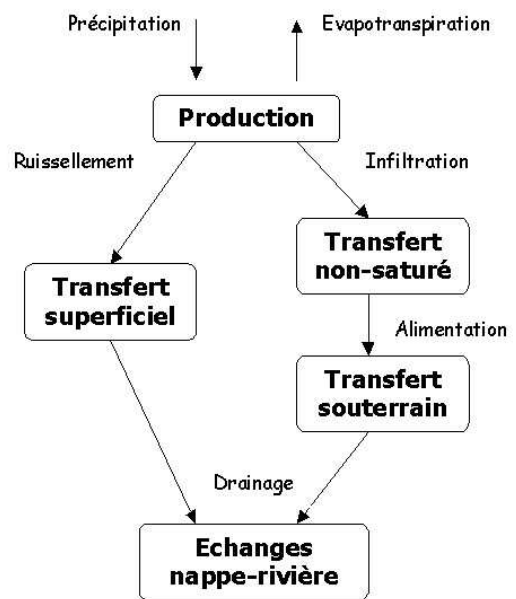 Précipitation
Evapotranspiration
Production
Ruissellement
Infiltration
Transfert
non-saturé
Transfert
superficiel
Alimentation
Transfert
souterrain
Drainage
Echanges
nappe-rivière